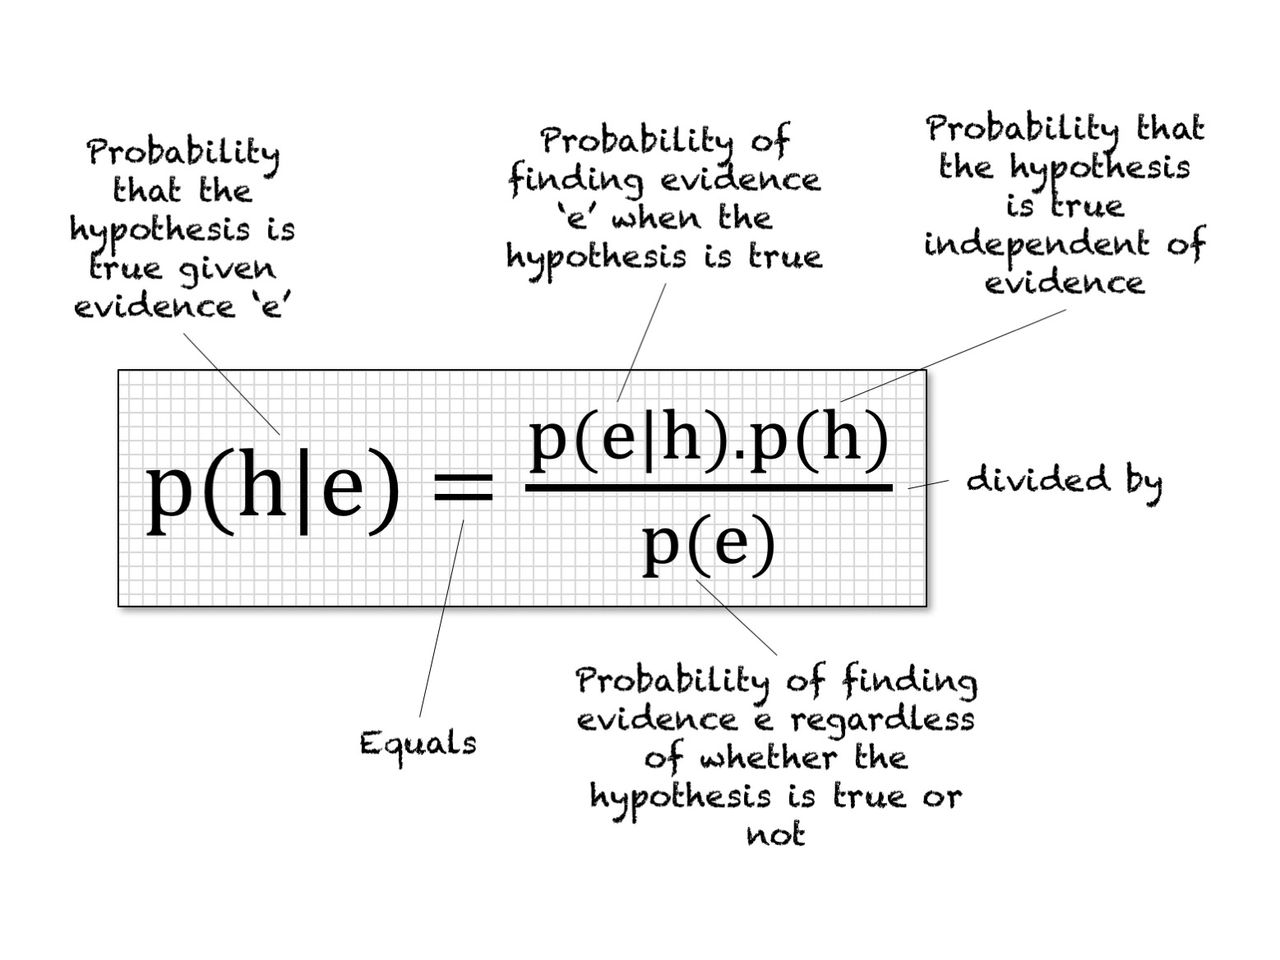 Probability
that the
hypothesis is
true given
evidence ‘e’
Probability of
finding evidence
‘e’ when the
hypothesis is true
Probability that
the hypothesis
is true
independent of
evidence
p(h|e) = p(e|h).p(h)
p(e)
divided by
Equals
Probability of finding
evidence e regardless
of whether the
hypothesis is true or
not